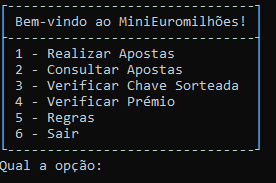 Bem-vindo ao MiniEuromilhões!
1 - Realizar Apostas
2 - Consultar Apostas
3 - Verificar Chave Sorteada
4 - Verificar Prémio
5 - Regras
6 - Sair
Qual a opção: